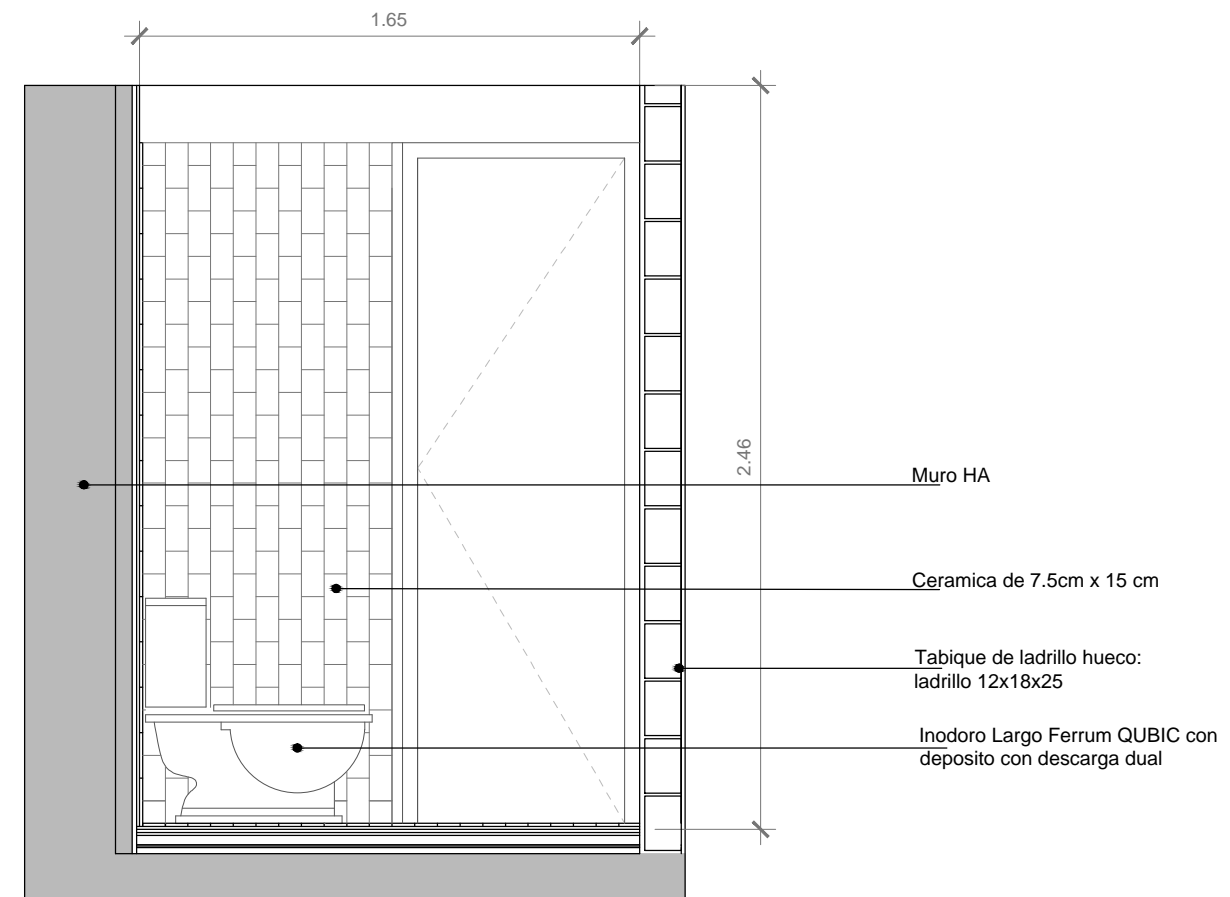 1.65
2.46
Muro HA
Ceramica de 7.5cm x 15 cm
Tabique de ladrillo hueco:
ladrillo 12x18x25
Inodoro Largo Ferrum QUBIC con
deposito con descarga dual